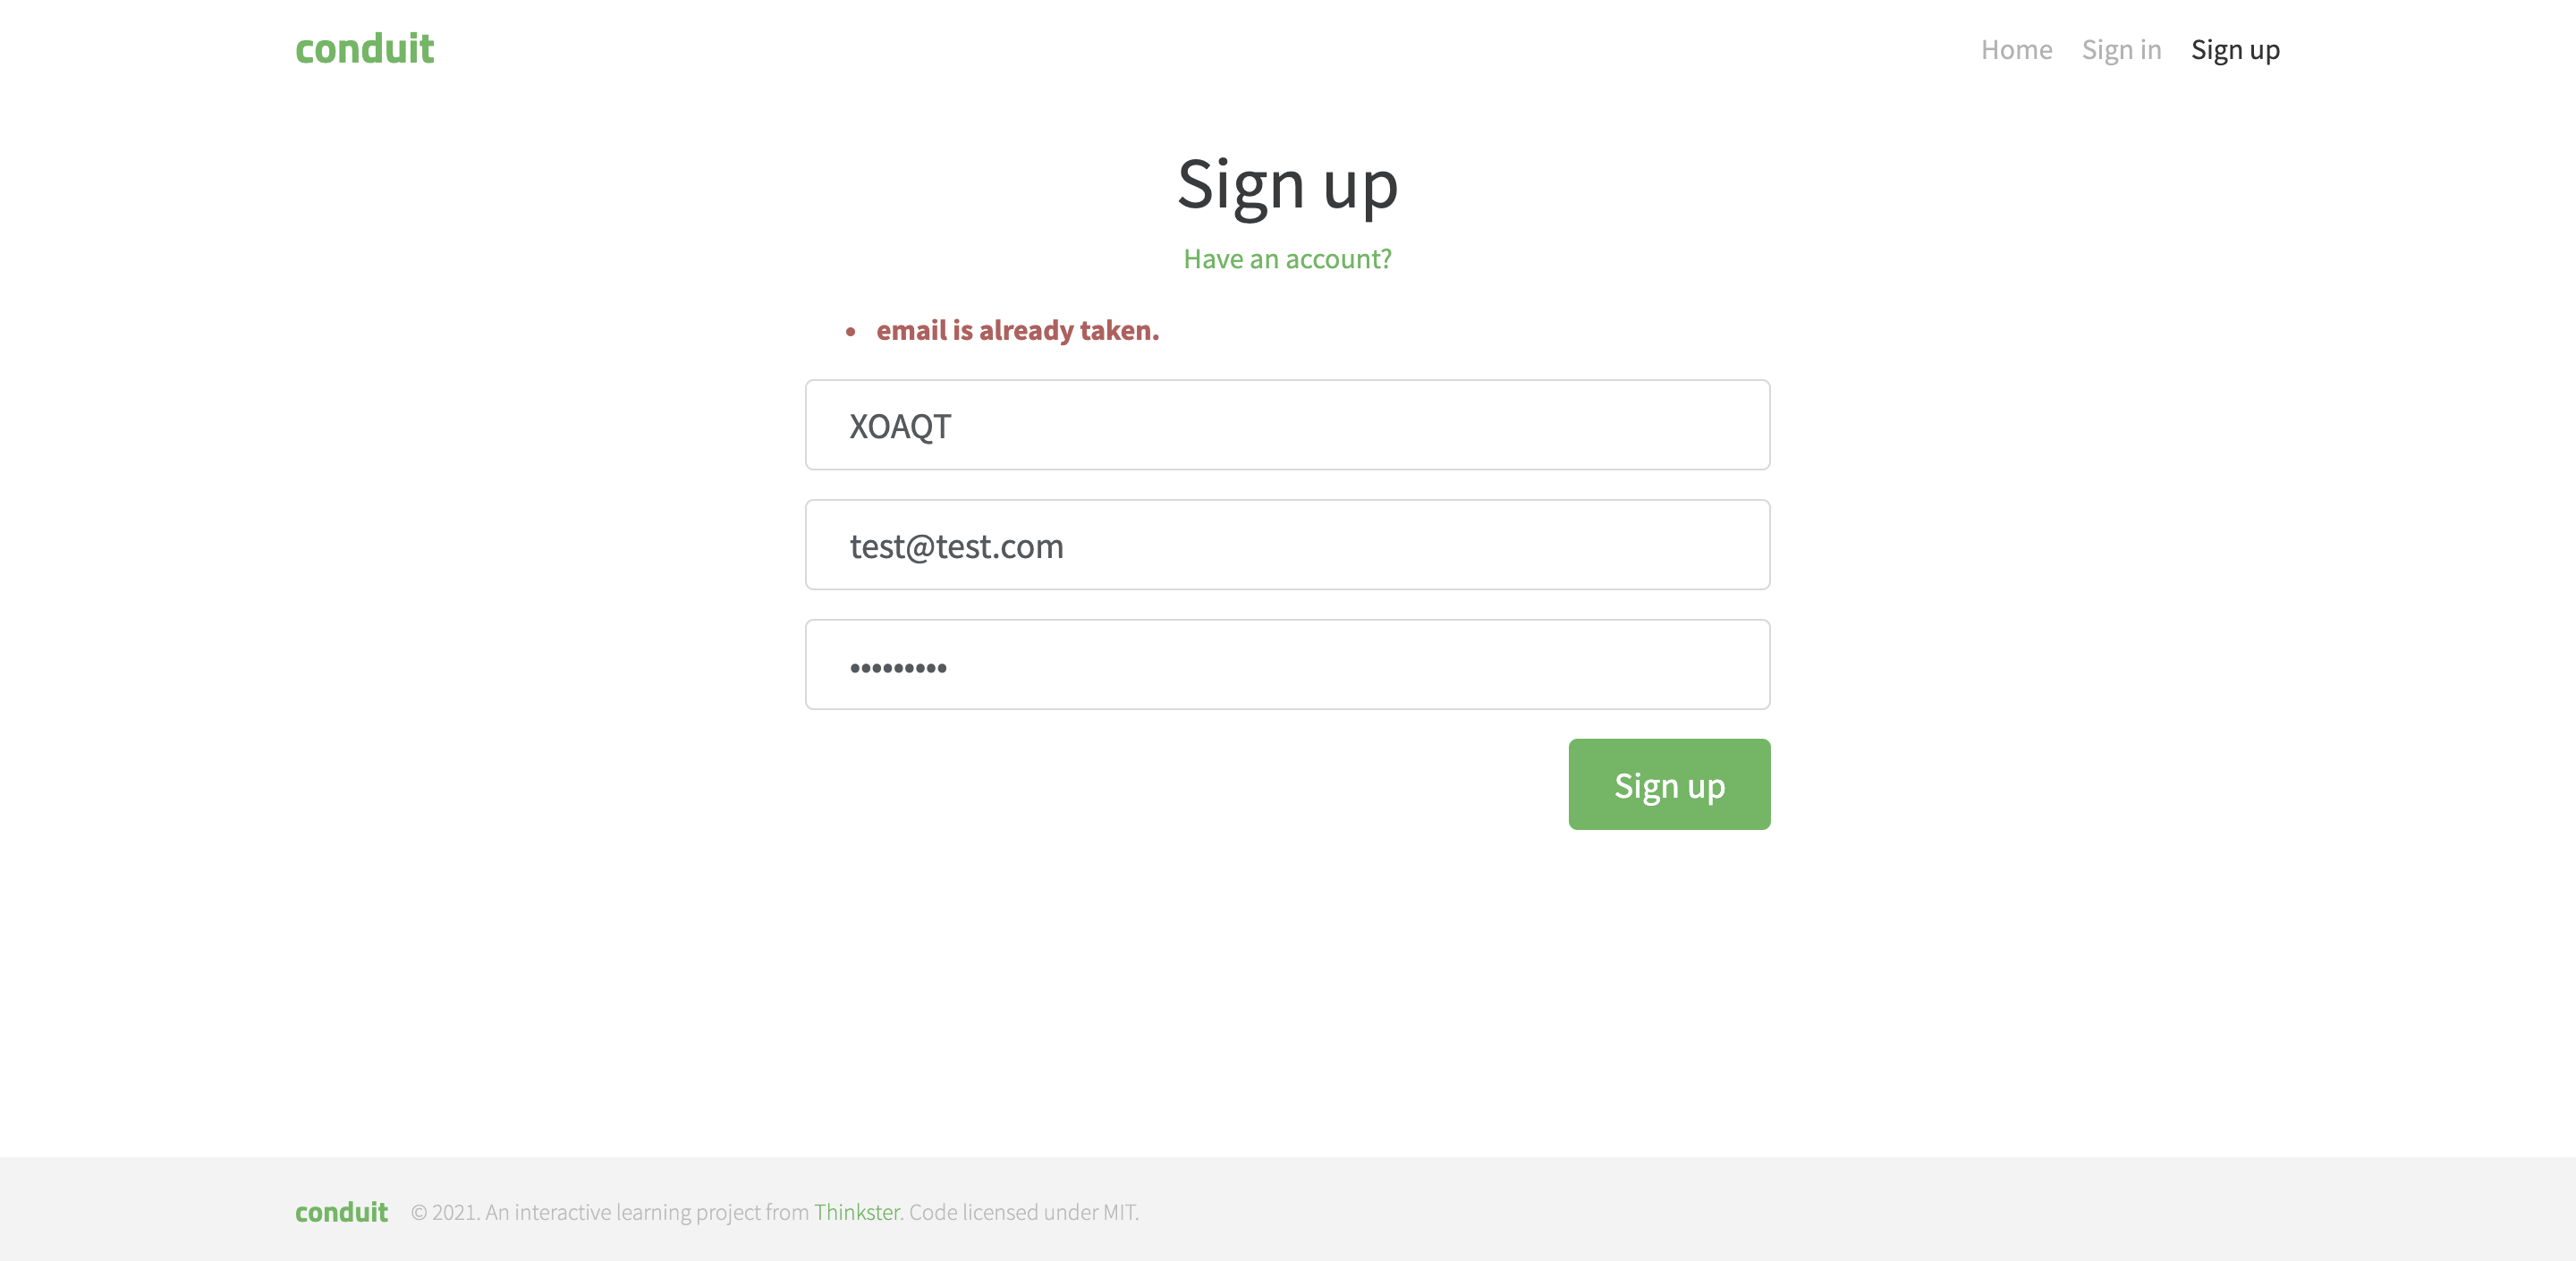 conduit
Home Sign in Sign up
Sign up
Have an account?
• email is already taken.
XOAQT
test@test.com
•••••••••
Sign up
conduit © 2021. An interactive learning project from Thinkster. Code licensed under MIT.